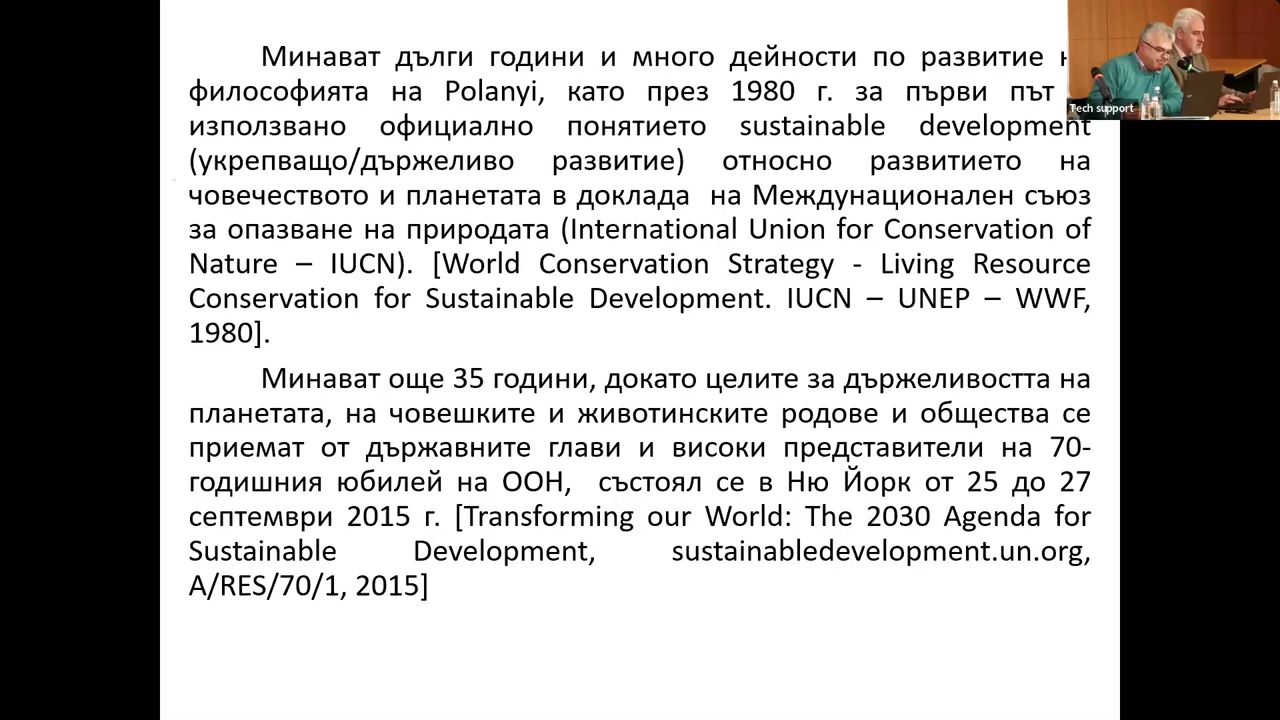 Минават дълги години и много дейности по развитие
философията на Polanyi, като през 1980 г. за първи път
използвано официално понятието sustainable development
(укрепващо/държеливо развитие) относно развитието на
човечеството и планетата в доклада на Междунационален съюз
за опазване на природата (International Union for Conservation of
Nature – IUCN). [World Conservation Strategy - Living Resource
Conservation for Sustainable Development. IUCN – UNEP – WWF,
1980].
Минават още 35 години, докато целите за държеливостта на
планетата, на човешките и животинските родове и общества се
приемат от държавните глави и високи представители на 70-
годишния юбилей на ООН, състоял се в Ню Йорк от 25 до 27
септември 2015 г. [Transforming our World: The 2030 Agenda for
Sustainable Development, sustainabledevelopment.un.org,
A/RES/70/1, 2015]
Tech support